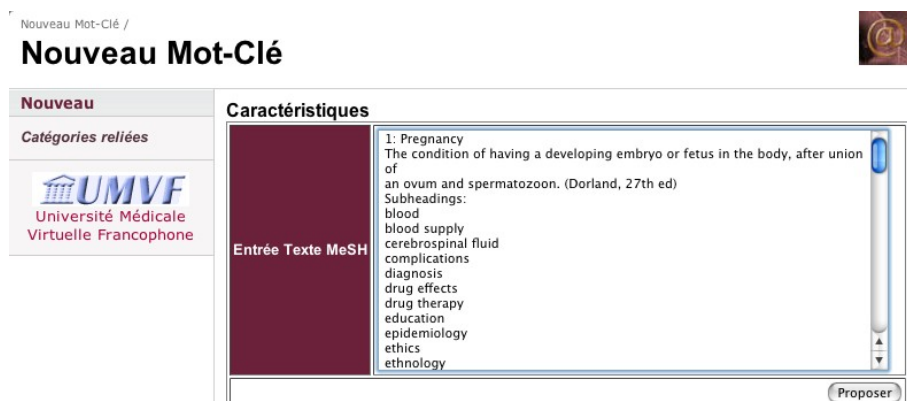 Nouveau Mot-Clé /
Nouveau Mot-Clé
Nouveau
Catégories reliées
UMVF
Université Médicale
Virtuelle Francophone
Caractéristiques
Entrée Texte MeSH
1: Pregnancy
The condition of having a developing embryo or fetus in the body, after union
of
an ovum and spermatozoon. (Dorland, 27th ed)
Subheadings:
blood
blood supply
cerebrospinal fluid
complications
diagnosis
drug effects
drug therapy
education
epidemiology
ethics
ethnology
Proposer